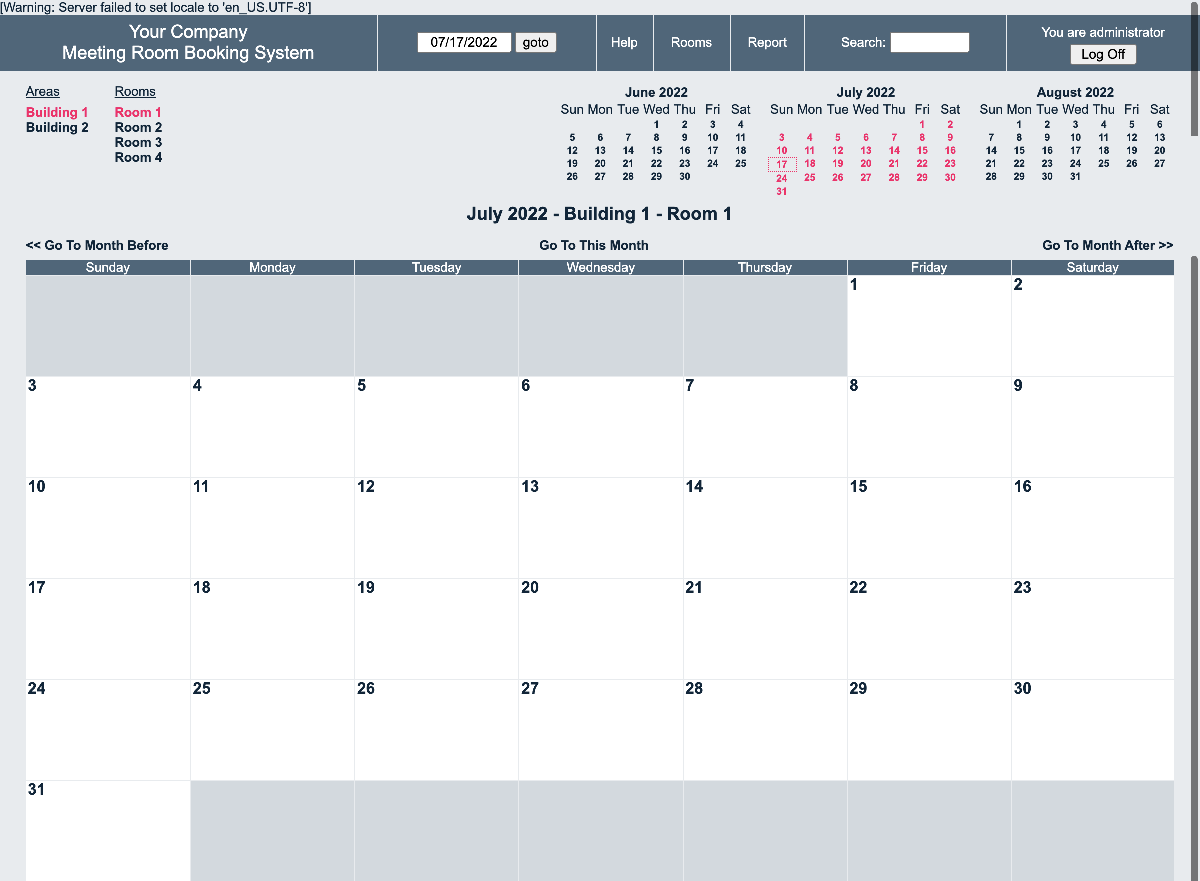 [Warning: Server failed to set locale to 'en_US.UTF-8']
Your Company
Meeting Room Booking System
07/17/2022 goto
Help
Rooms
Report
Search:
You are administrator
Log Off
Areas
Building 1
Building 2
Rooms
Room 1
Room 2
Room 3
Room 4
June 2022
Sun Mon Tue Wed Thu Fri Sat
1 2 3 4
5 6 7 8 9 10 11
12 13 14 15 16 17 18
19 20 21 22 23 24 25
26 27 28 29 30
July 2022
Sun Mon Tue Wed Thu Fri Sat
1 2
3 4 5 6 7 8 9
10 11 12 13 14 15 16
17 18 19 20 21 22 23
24 25 26 27 28 29 30
31
August 2022
Sun Mon Tue Wed Thu Fri Sat
1 2 3 4 5 6
7 8 9 10 11 12 13
14 15 16 17 18 19 20
21 22 23 24 25 26 27
28 29 30 31
July 2022 - Building 1 - Room 1
<< Go To Month Before
Go To This Month
Go To Month After >>
Sunday Monday Tuesday Wednesday Thursday Friday Saturday
1 2
3 4 5 6 7 8 9
10 11 12 13 14 15 16
17 18 19 20 21 22 23
24 25 26 27 28 29 30
31